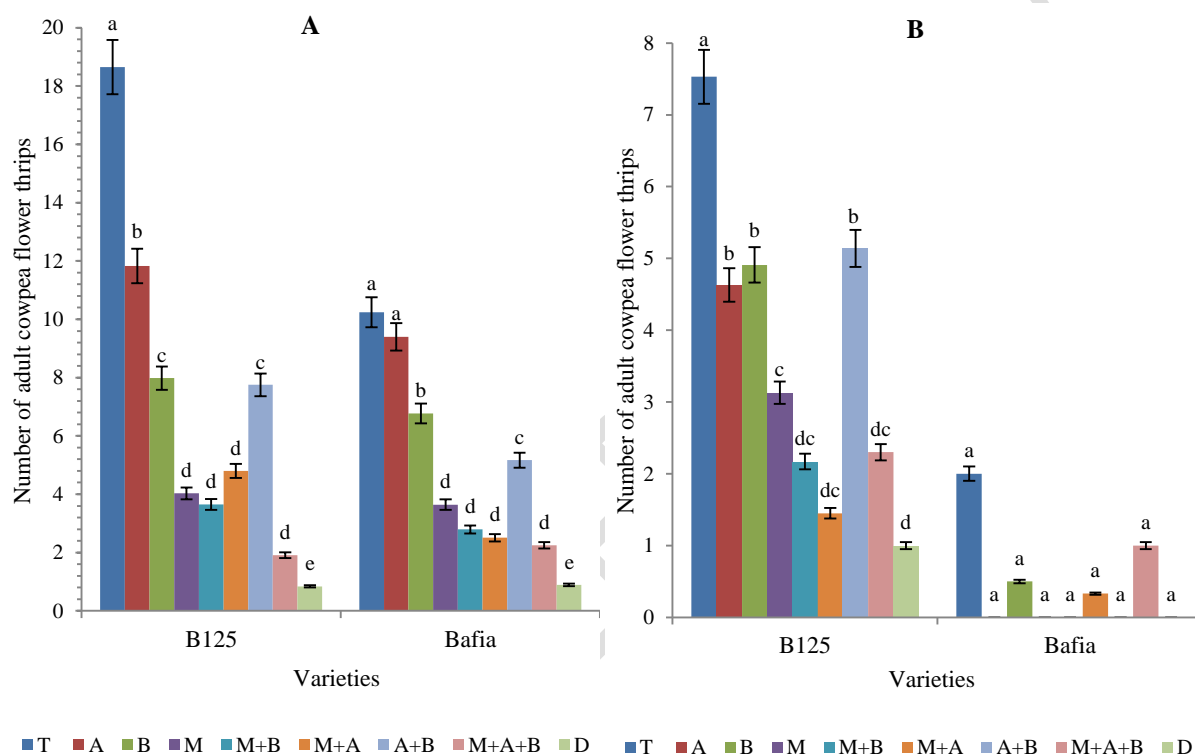 A
Number of adult cowpea flower thrips
20
18
16
14
12
10
8
6
4
2
0
a
b
c
d
d
d
c
d
e
a
a
b
d
d
d
c
d
e
B125
Bafia
Varieties
T A B M M+B M+A A+B M+A+B D
B
Number of adult cowpea flower thrips
8
7
6
5
4
3
2
1
0
a
b
b
c
dc
dc
b
dc
d
a
a
a
a
a
a
a
a
a
B125
Bafia
Varieties
T A B M M+B M+A A+B M+A+B D